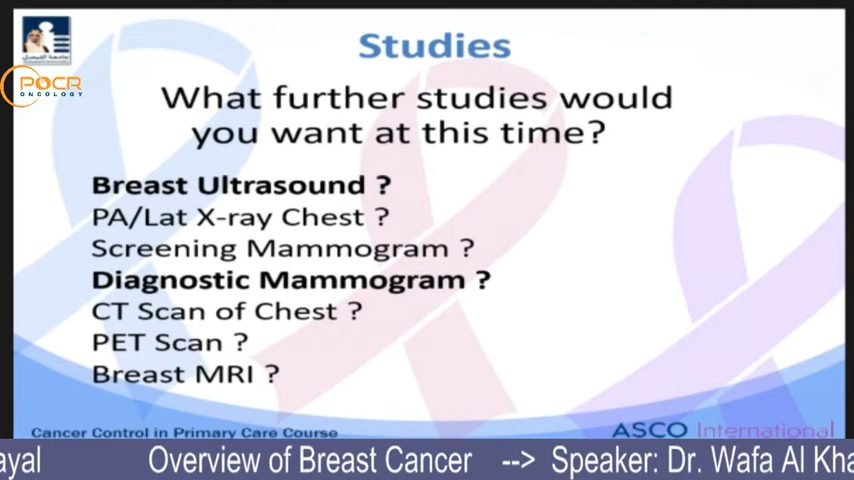 Studies
POCR
ONCOLOGY
What further studies would
you want at this time?
Breast Ultrasound ?
PA/Lat X-ray Chest ?
Screening Mammogram ?
Diagnostic Mammogram ?
CT Scan of Chest ?
PET Scan ?
Breast MRI ?
Cancer Control in Primary Care Course
ASCO International
ayal Overview of Breast Cancer --> Speaker: Dr. Wafa Al Kha